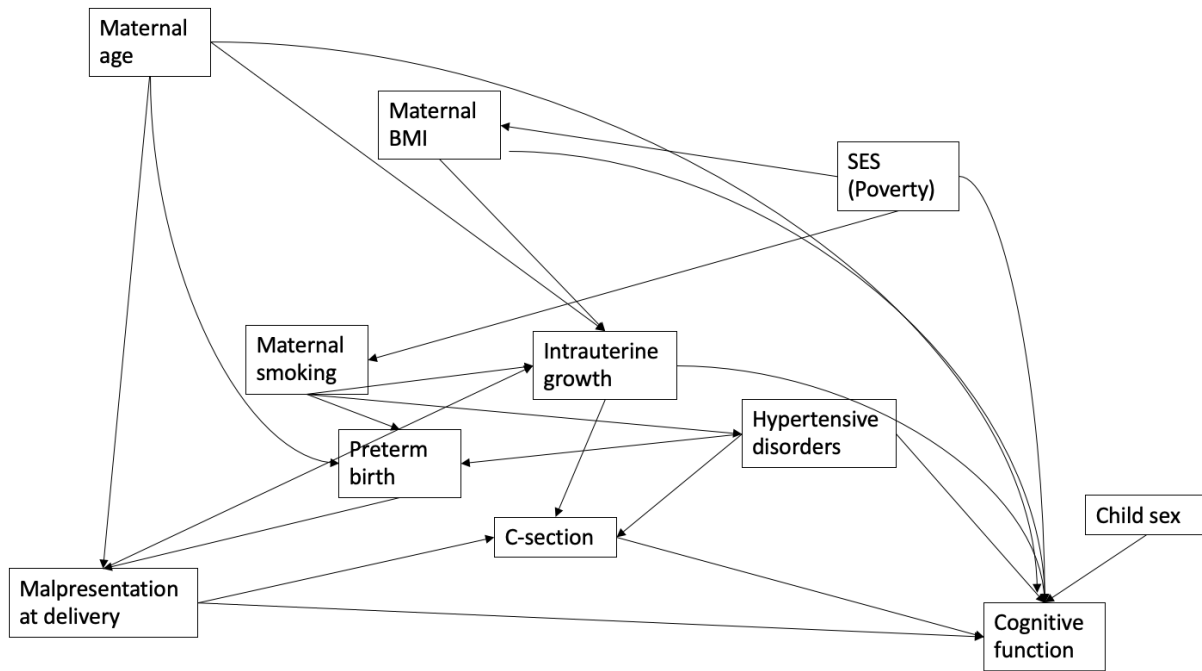 Maternal
age
Maternal
BMI
SES
(Poverty)
Maternal
smoking
Intrauterine
growth
Hypertensive
disorders
Preterm
birth
C-section
Child sex
Malpresentation
at delivery
Cognitive
function